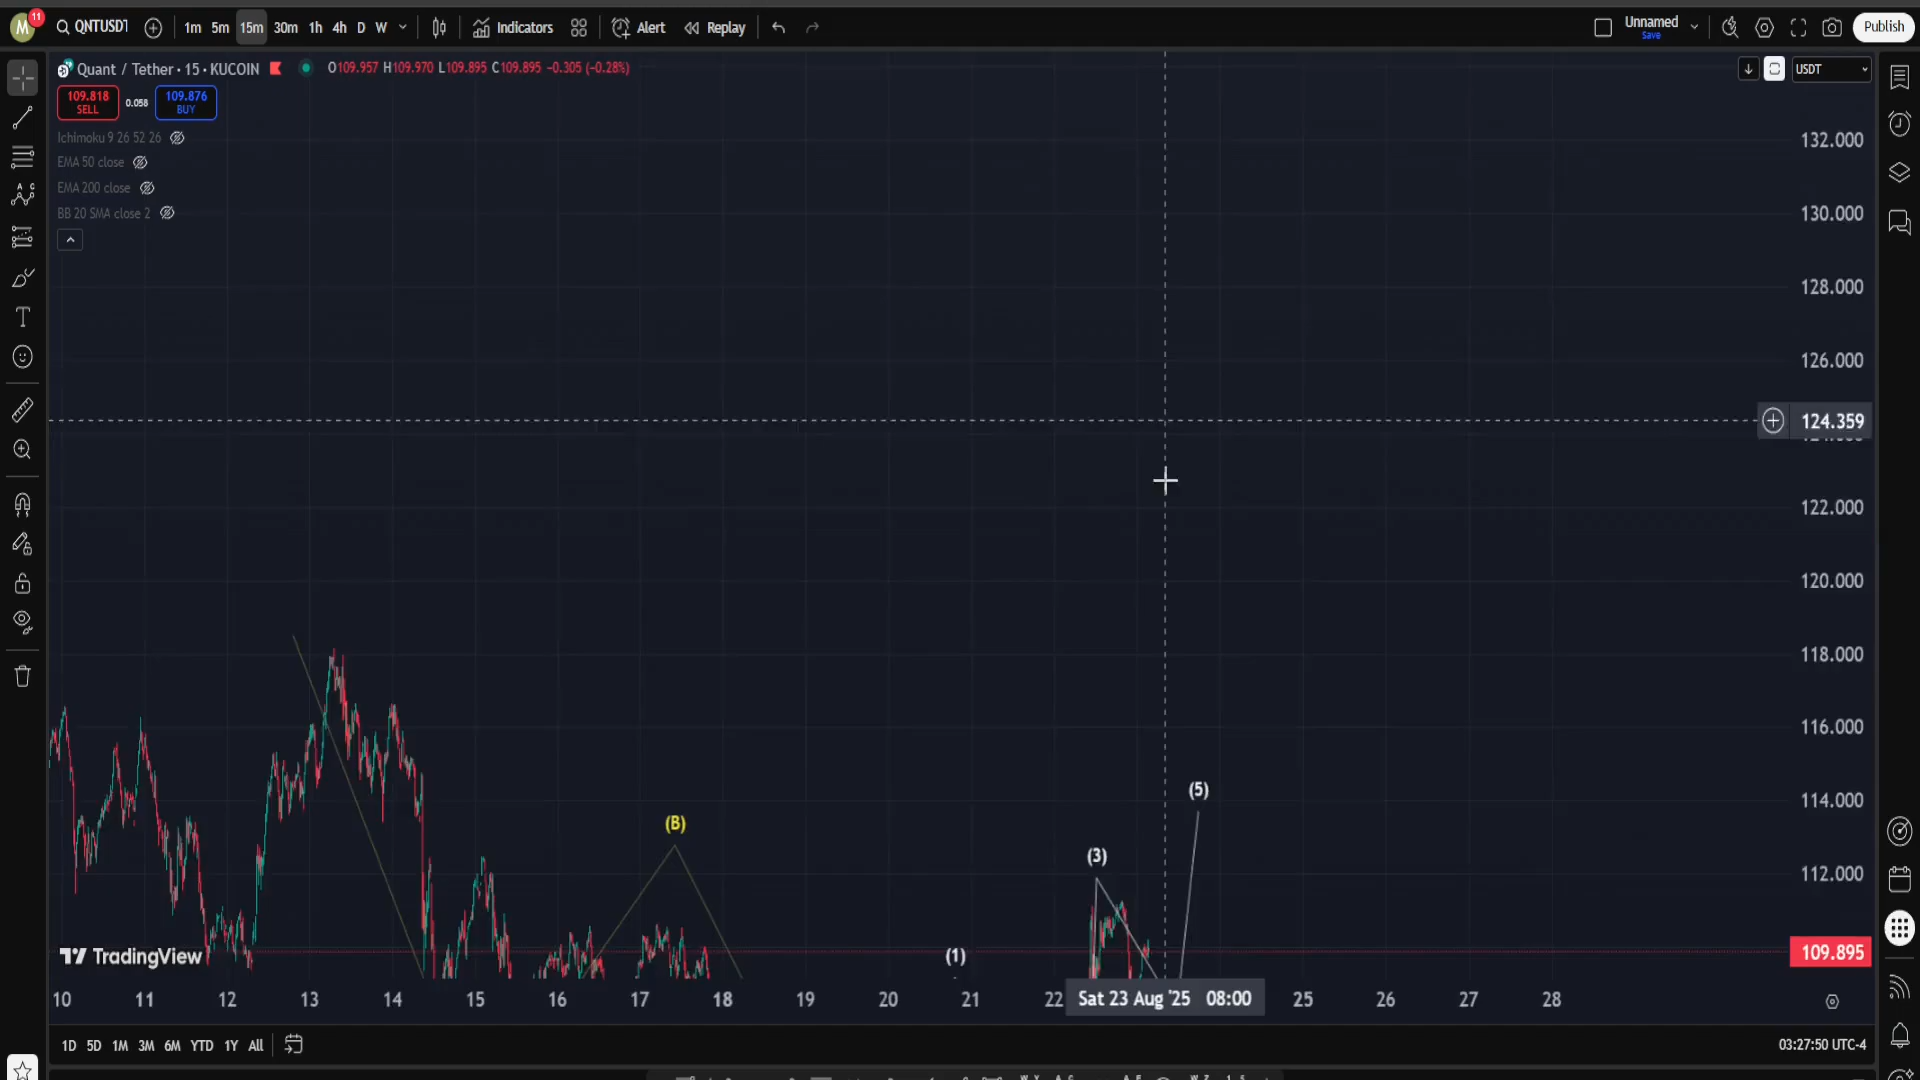 M
11
QNTUSDT
1m 5m 15m 30m 1h 4h D W
Indicators
Alert
Replay
Unnamed
Save
Publish
Quant / Tether · 15 · KUCOIN
O109.957 H109.970 L109.895 C109.895 −0.305 (−0.28%)
USDT
109.818
SELL
0.058
109.876
BUY
Ichimoku 9 26 52 26
EMA 50 close
EMA 200 close
BB 20 SMA close 2
132.000
130.000
128.000
126.000
124.359
122.000
120.000
118.000
116.000
114.000
112.000
109.895
(5)
(B)
(3)
(1)
TradingView
10 11 12 13 14 15 16 17 18 19 20 21 22 Sat 23 Aug '25 08:00 25 26 27 28
1D 5D 1M 3M 6M YTD 1Y All
03:27:50 UTC-4